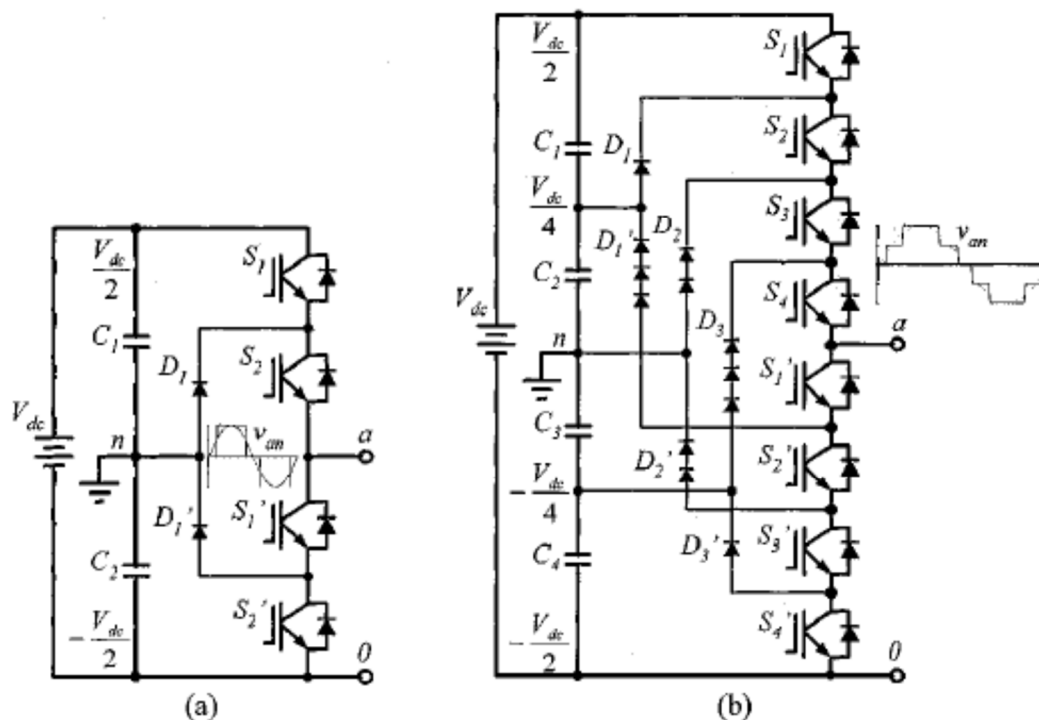 V_dc/2
S_1
C_1
D_1
S_2
V_dc
n
v_an
a
D_1'
S_1'
C_2
S_2'
-V_dc/2
0
(a)
V_dc/2
S_1
C_1
D_1
S_2
V_dc/4
D_1'
D_2
S_3
v_an
C_2
V_dc
D_3
S_4
n
a
S_1'
C_3
D_2'
S_2'
-V_dc/4
C_4
D_3'
S_3'
-V_dc/2
S_4'
0
(b)